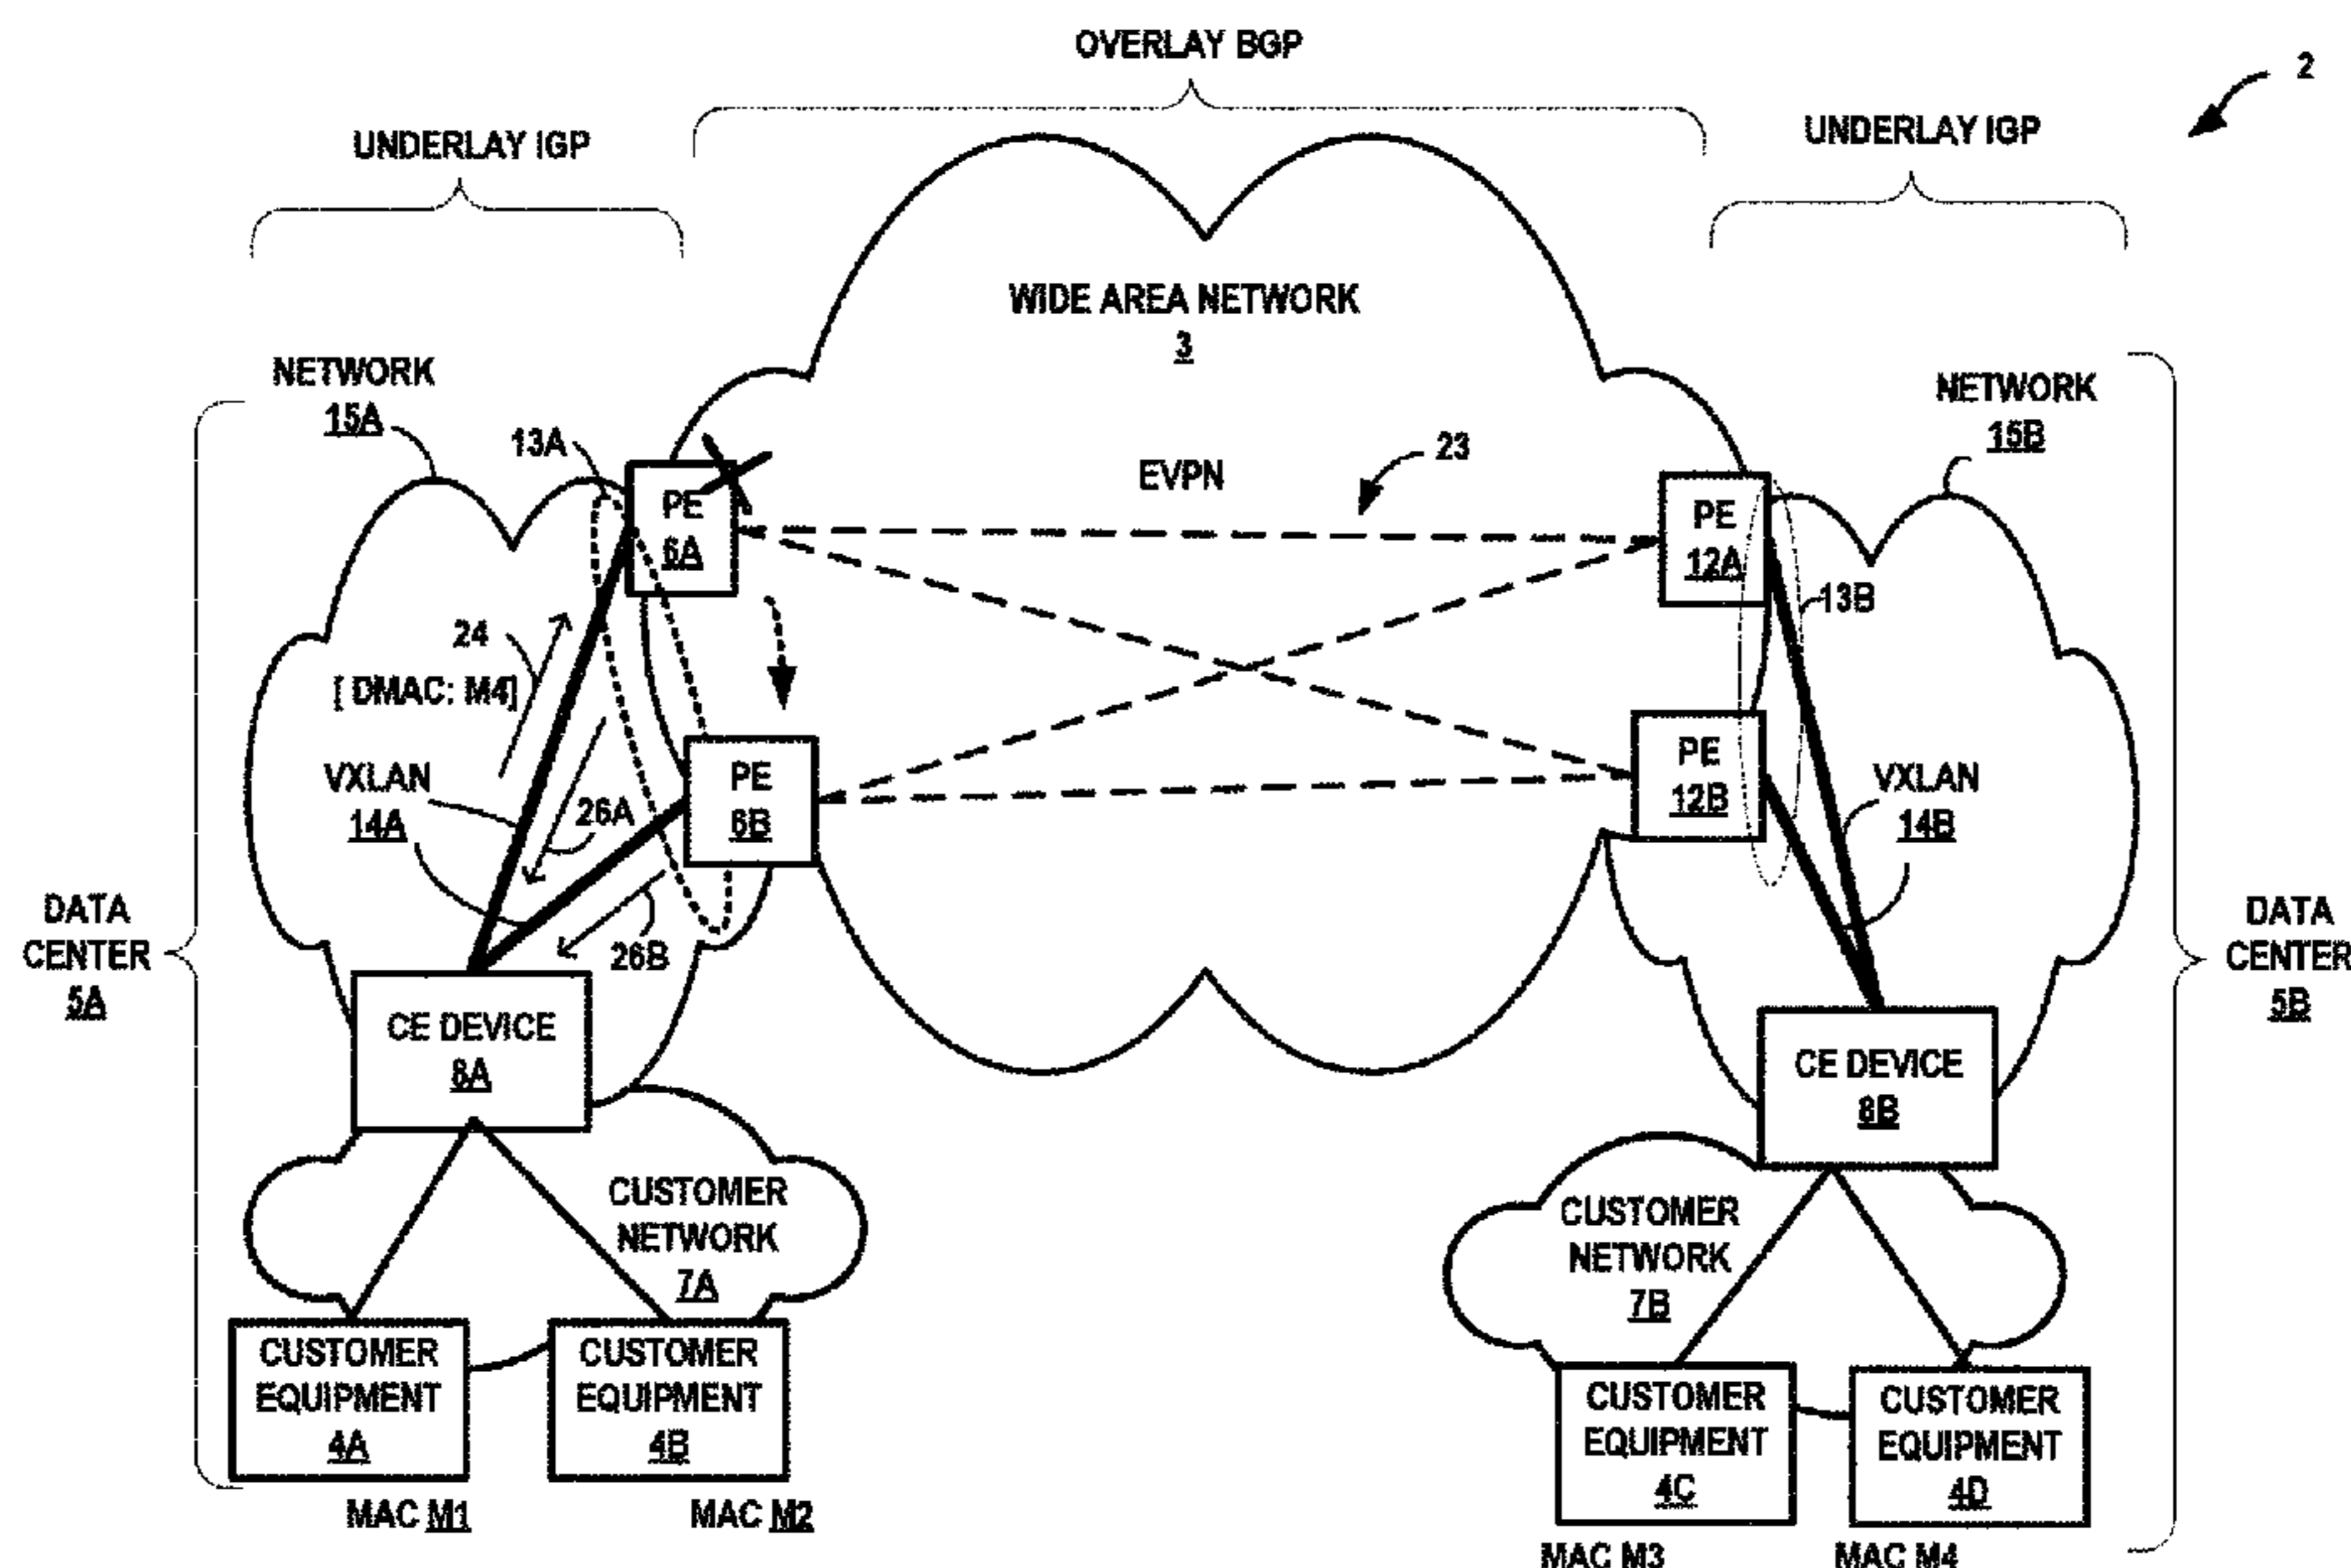 OVERLAY BGP
2
UNDERLAY IGP
UNDERLAY IGP
WIDE AREA NETWORK
3
NETWORK
15A
NETWORK
15B
13A
23
EVPN
PE
6A
PE
12A
13B
24
[ DMAC: M4]
VXLAN
14A
26A
PE
6B
PE
12B
VXLAN
14B
26B
DATA
CENTER
5A
DATA
CENTER
5B
CE DEVICE
8A
CE DEVICE
8B
CUSTOMER
NETWORK
7A
CUSTOMER
NETWORK
7B
CUSTOMER
EQUIPMENT
4A
CUSTOMER
EQUIPMENT
4B
CUSTOMER
EQUIPMENT
4C
CUSTOMER
EQUIPMENT
4D
MAC M1
MAC M2
MAC M3
MAC M4